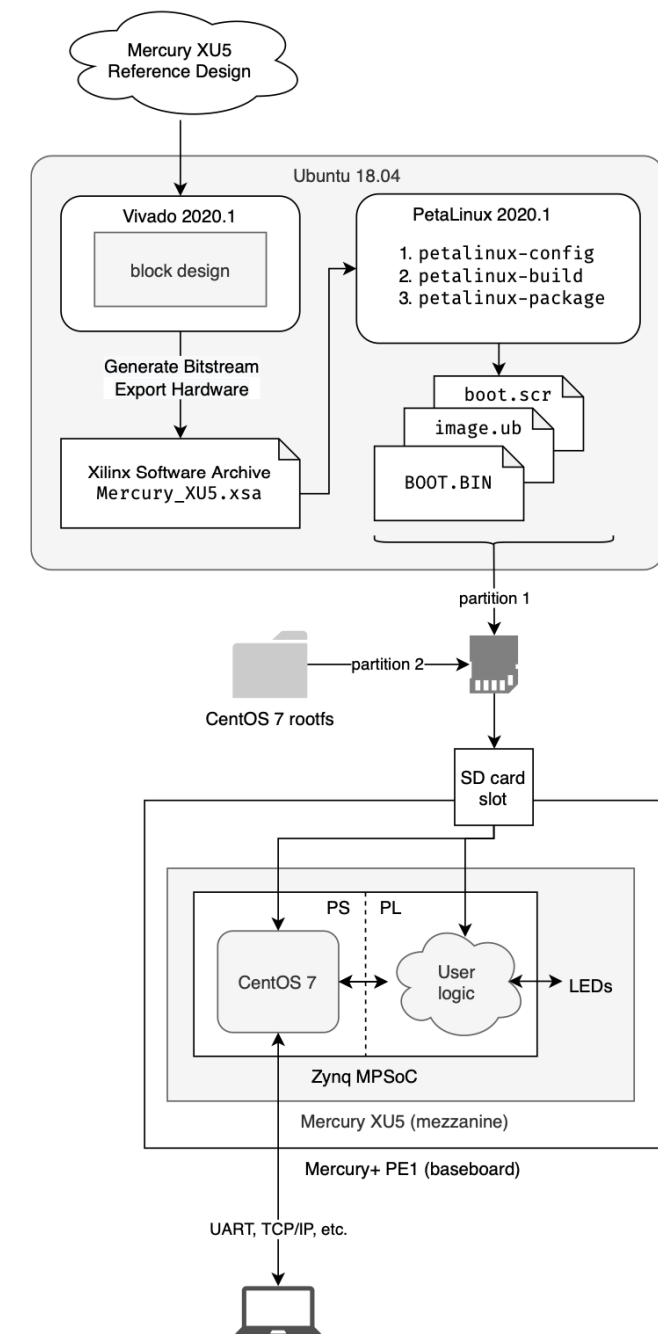 Mercury XU5
Reference Design
Ubuntu 18.04
Vivado 2020.1
block design
PetaLinux 2020.1
1. petalinux-config
2. petalinux-build
3. petalinux-package
Generate Bitstream
Export Hardware
Xilinx Software Archive
Mercury_XU5.xsa
boot.scr
image.ub
BOOT.BIN
partition 1
partition 2
CentOS 7 rootfs
SD card
slot
PS
PL
CentOS 7
User
logic
LEDs
Zynq MPSoC
Mercury XU5 (mezzanine)
Mercury+ PE1 (baseboard)
UART, TCP/IP, etc.